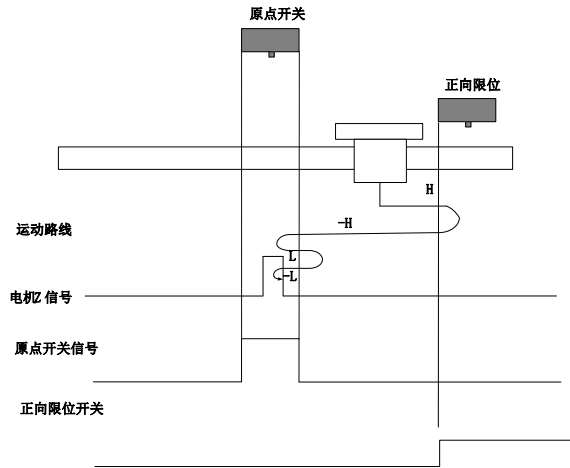 原点开关
正向限位
H
运动路线
-H
L
-L
电机Z 信号
原点开关信号
正向限位开关